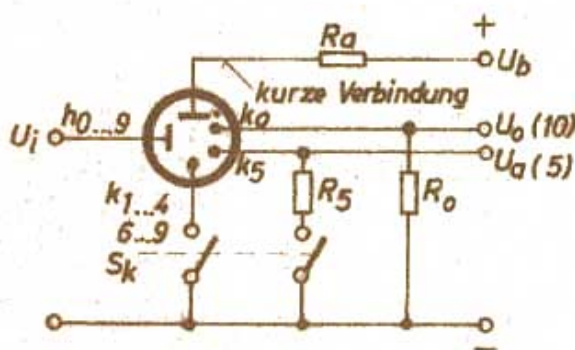 +
Ra
Ub
kurze Verbindung
Ui
h0...9
k0
U0 (10)
k5
Ua (5)
k1...4
6...9
R5
R0
Sk
−